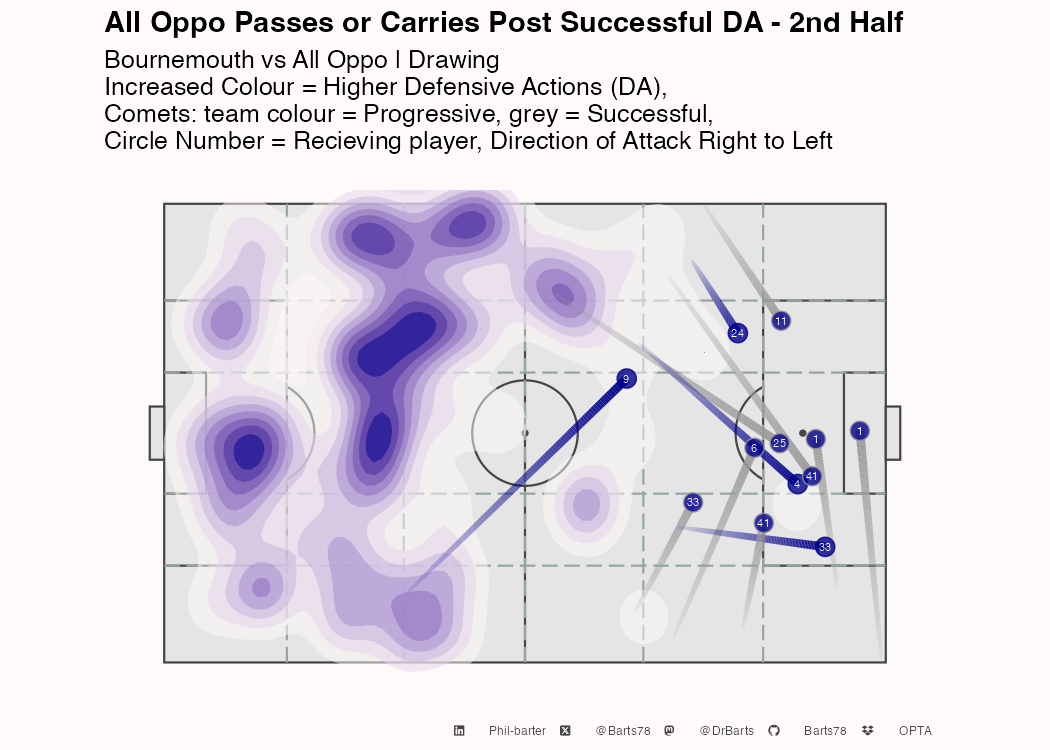 All Oppo Passes or Carries Post Successful DA - 2nd Half
Bournemouth vs All Oppo | Drawing
Increased Colour = Higher Defensive Actions (DA),
Comets: team colour = Progressive, grey = Successful,
Circle Number = Recieving player, Direction of Attack Right to Left
11
24
9
1
1
25
6
41
4
33
41
33
Phil-barter @Barts78 @DrBarts Barts78 OPTA